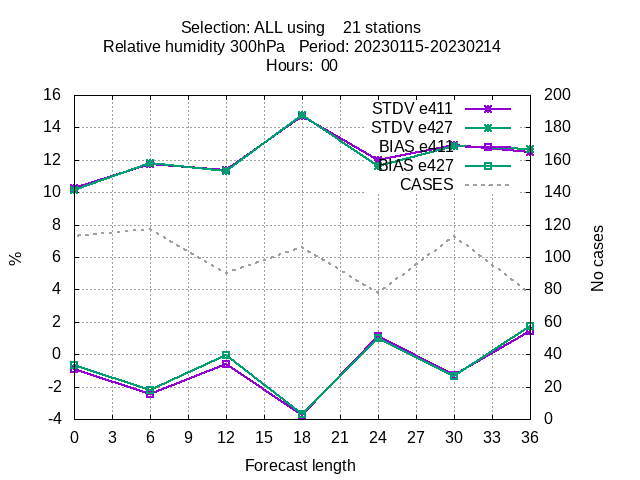 Selection: ALL using    21 stations
Relative humidity 300hPa   Period: 20230115-20230214
Hours:  00
16
14
12
10
8
6
4
2
0
-2
-4
%
STDV e411
STDV e427
BIAS e411
BIAS e427
CASES
200
180
160
140
120
100
80
60
40
20
0
No cases
0 3 6 9 12 15 18 21 24 27 30 33 36
Forecast length